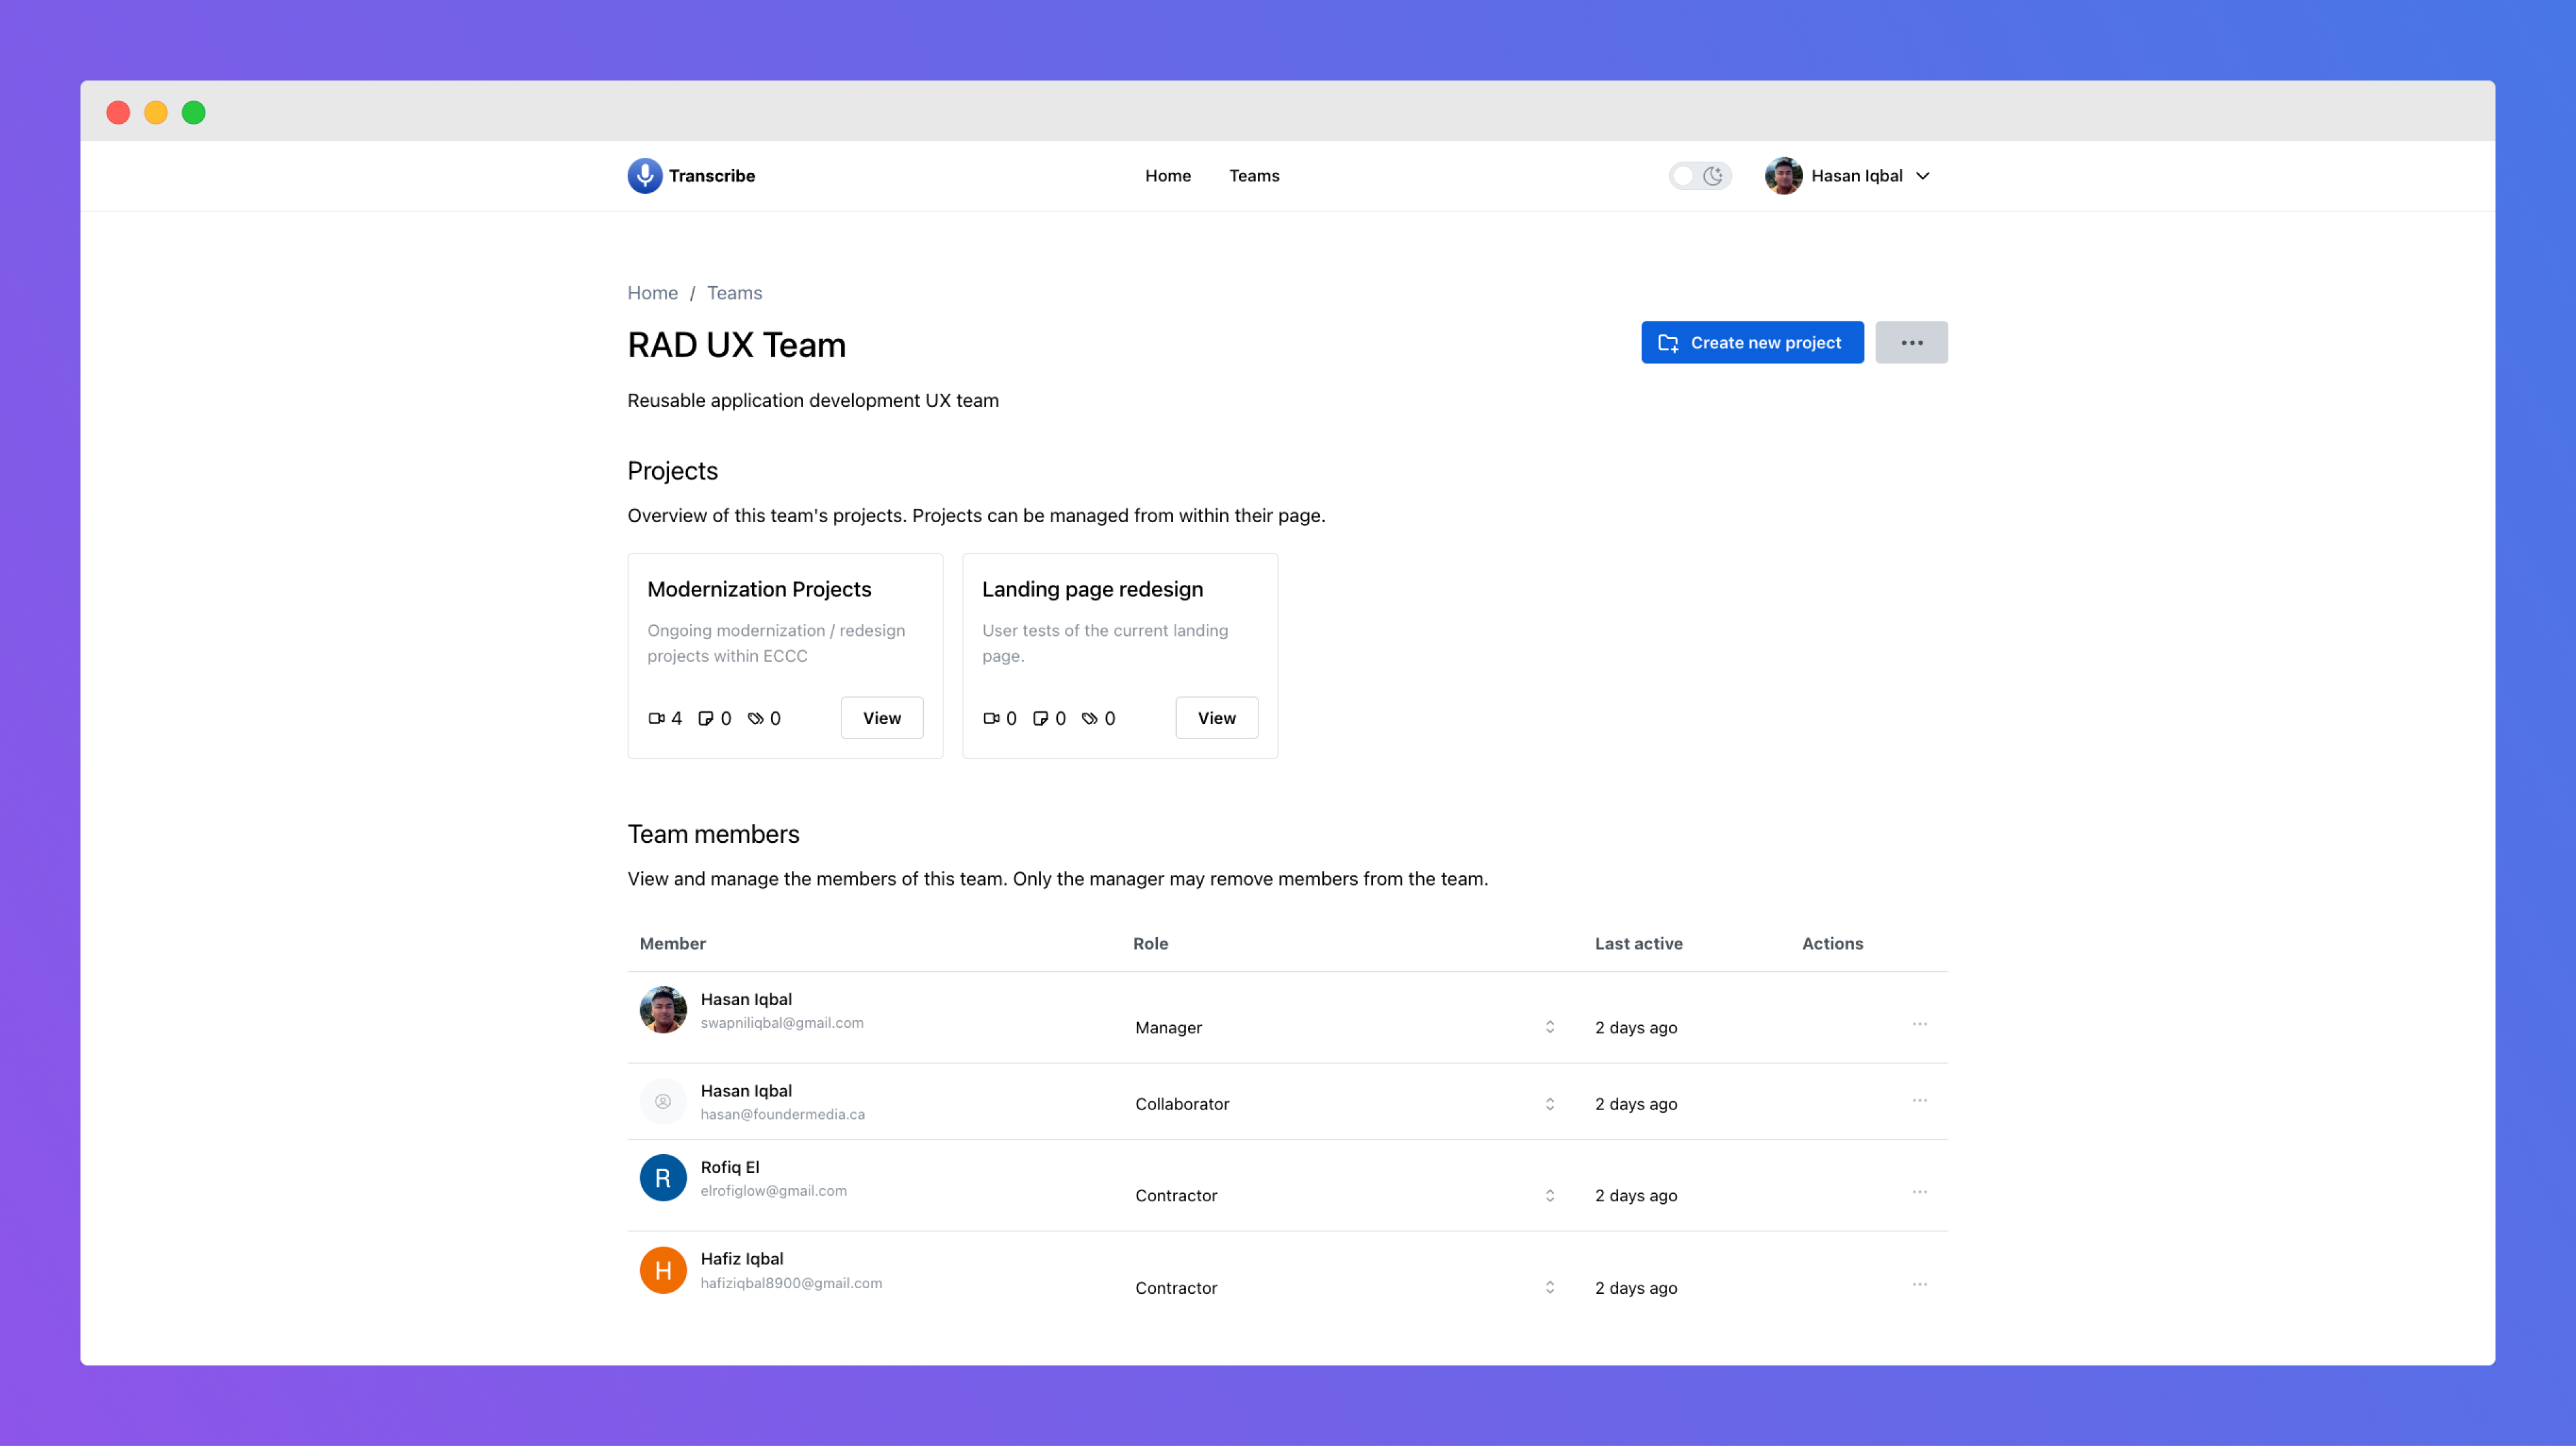 Transcribe
Home Teams
Hasan Iqbal
Home / Teams
RAD UX Team
Create new project
Reusable application development UX team
Projects
Overview of this team's projects. Projects can be managed from within their page.
Modernization Projects
Ongoing modernization / redesign
projects within ECCC
4 0 0 View
Landing page redesign
User tests of the current landing
page.
0 0 0 View
Team members
View and manage the members of this team. Only the manager may remove members from the team.
Member Role Last active Actions
Hasan Iqbal
swapniliqbal@gmail.com
Manager 2 days ago
Hasan Iqbal
hasan@foundermedia.ca
Collaborator 2 days ago
R
Rofiq El
elrofiglow@gmail.com
Contractor 2 days ago
H
Hafiz Iqbal
hafiziqbal8900@gmail.com
Contractor 2 days ago